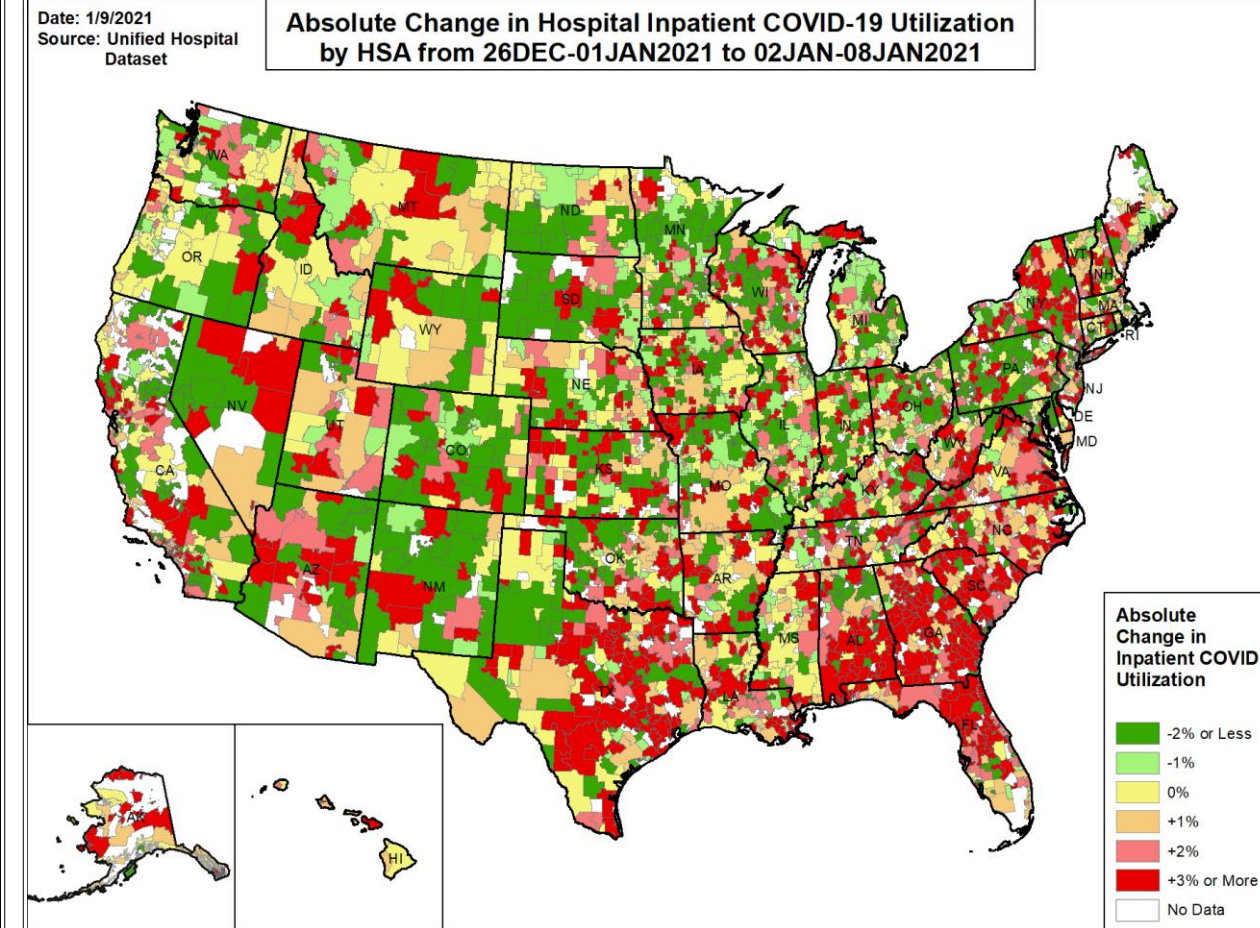 Date: 1/9/2021
Source: Unified Hospital
Dataset
Absolute Change in Hospital Inpatient COVID-19 Utilization
by HSA from 26DEC-01JAN2021 to 02JAN-08JAN2021
WA
MT
ND
MN
ME
OR
ID
SD
WI
VT
NH
WY
MI
NY
MA
CT
RI
NV
UT
NE
IA
PA
NJ
CA
CO
IL
IN
OH
DE
MD
KS
MO
WV
VA
KY
AZ
NM
OK
AR
TN
NC
SC
MS
AL
GA
TX
LA
FL
AK
HI
Absolute
Change in
Inpatient COVID
Utilization
-2% or Less
-1%
0%
+1%
+2%
+3% or More
No Data